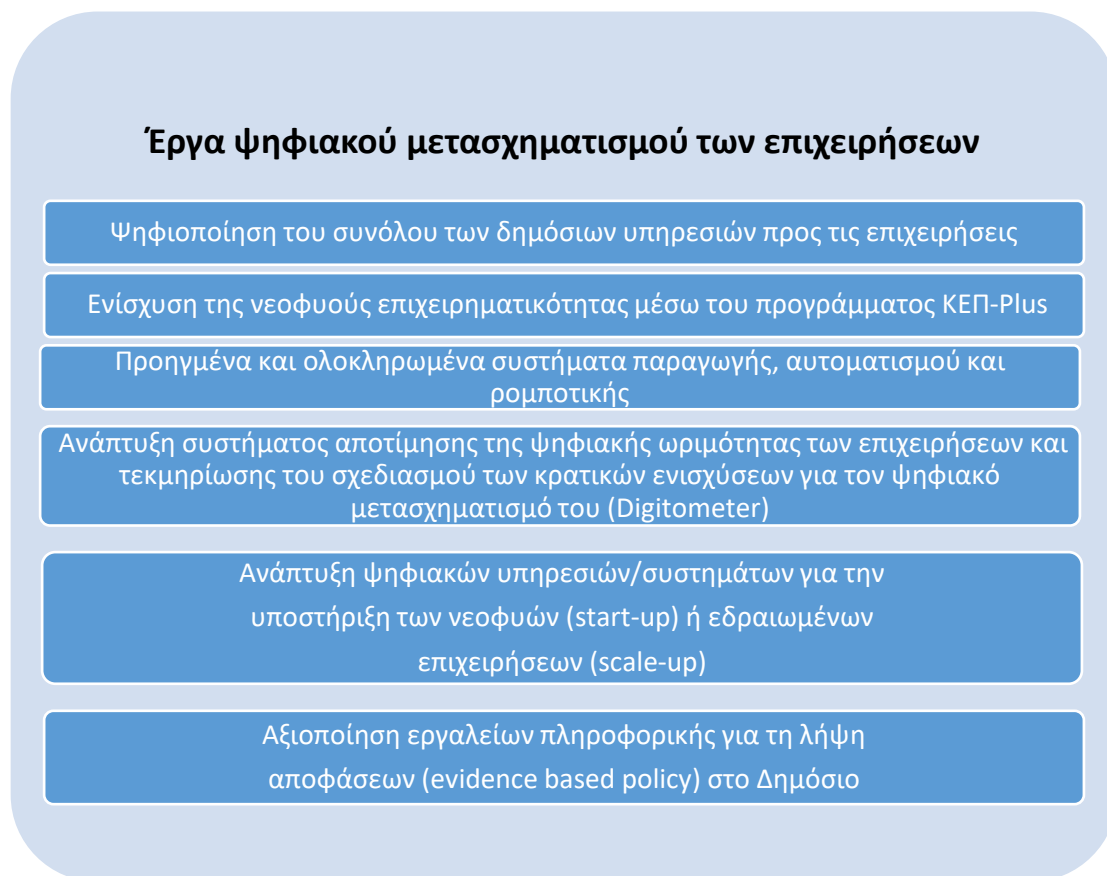 Έργα ψηφιακού μετασχηματισμού των επιχειρήσεων
Ψηφιοποίηση του συνόλου των δημόσιων υπηρεσιών προς τις επιχειρήσεις
Ενίσχυση της νεοφυούς επιχειρηματικότητας μέσω του προγράμματος ΚΕΠ-Plus
Προηγμένα και ολοκληρωμένα συστήματα παραγωγής, αυτοματισμού και
ρομποτικής
Ανάπτυξη συστήματος αποτίμησης της ψηφιακής ωριμότητας των επιχειρήσεων και
τεκμηρίωσης του σχεδιασμού των κρατικών ενισχύσεων για τον ψηφιακό
μετασχηματισμό του (Digitometer)
Ανάπτυξη ψηφιακών υπηρεσιών/συστημάτων για την
υποστήριξη των νεοφυών (start-up) ή εδραιωμένων
επιχειρήσεων (scale-up)
Αξιοποίηση εργαλείων πληροφορικής για τη λήψη
αποφάσεων (evidence based policy) στο Δημόσιο